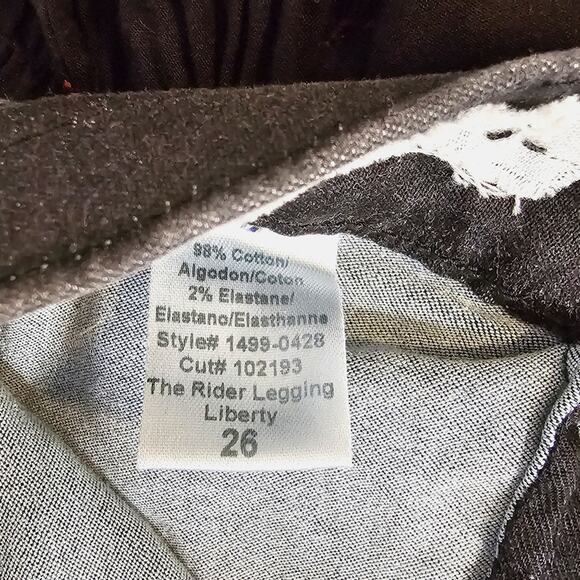 98% Cotton/
Algodon/Coton
2% Elastane/
Elastano/Elasthanne
Style# 1499-0428
Cut# 102193
The Rider Legging
Liberty
26